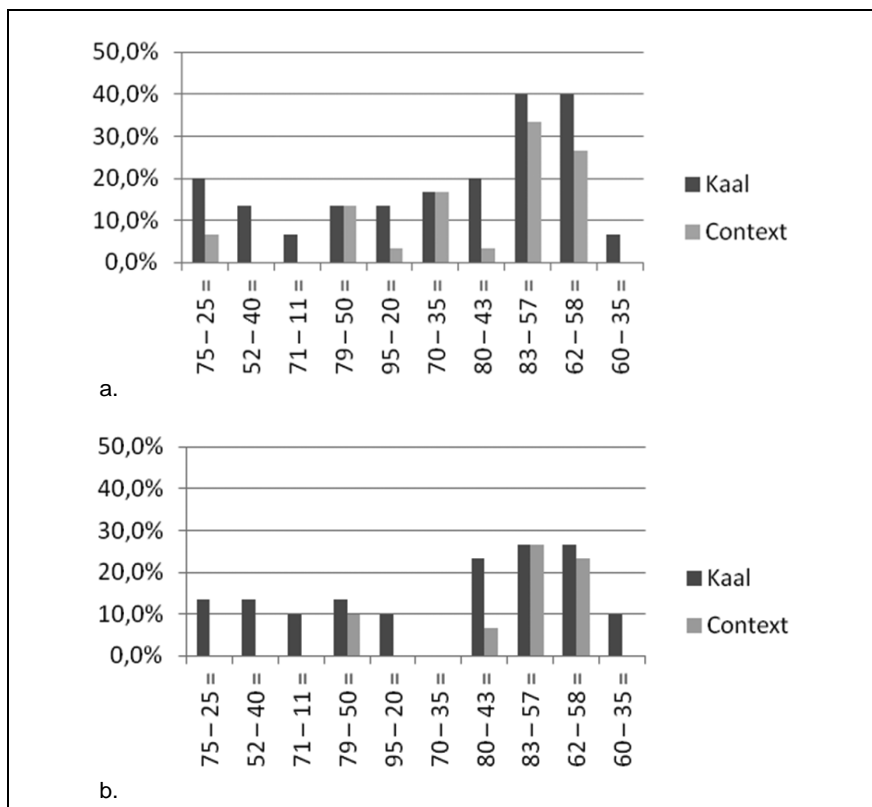 50,0%
40,0%
30,0%
20,0%
10,0%
0,0%
75 – 25 =
52 – 40 =
71 – 11 =
79 – 50 =
95 – 20 =
70 – 35 =
80 – 43 =
83 – 57 =
62 – 58 =
60 – 35 =
Kaal
Context
a.
50,0%
40,0%
30,0%
20,0%
10,0%
0,0%
75 – 25 =
52 – 40 =
71 – 11 =
79 – 50 =
95 – 20 =
70 – 35 =
80 – 43 =
83 – 57 =
62 – 58 =
60 – 35 =
Kaal
Context
b.